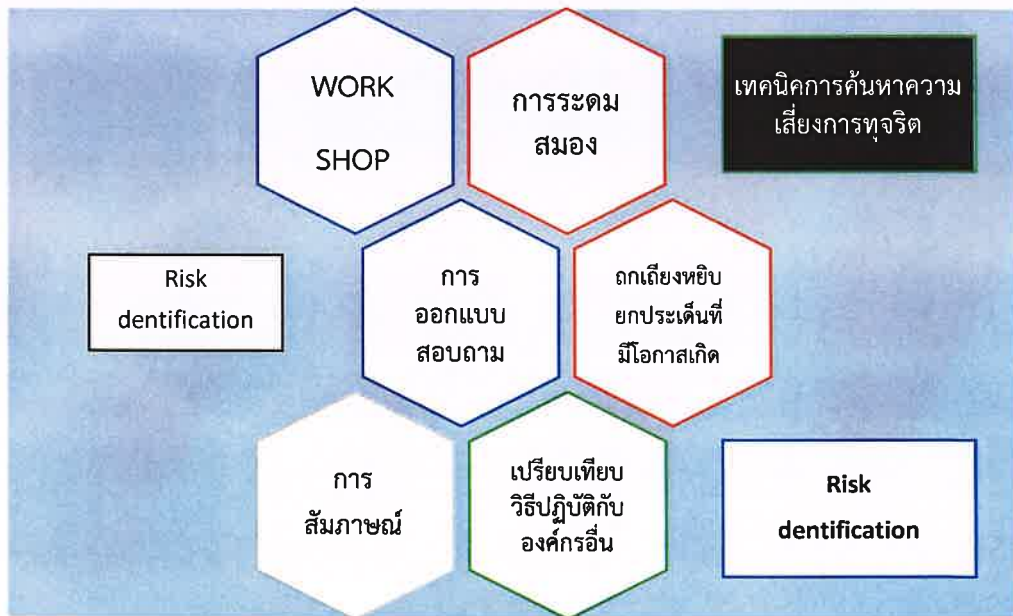 WORK
SHOP
การระดม
สมอง
เทคนิคการค้นหาความ
เสี่ยงการทุจริต
Risk
dentification
การ
ออกแบบ
สอบถาม
ถกเถียงหยิบ
ยกประเด็นที่
มีโอกาสเกิด
การ
สัมภาษณ์
เปรียบเทียบ
วิธีปฏิบัติกับ
องค์กรอื่น
Risk
dentification